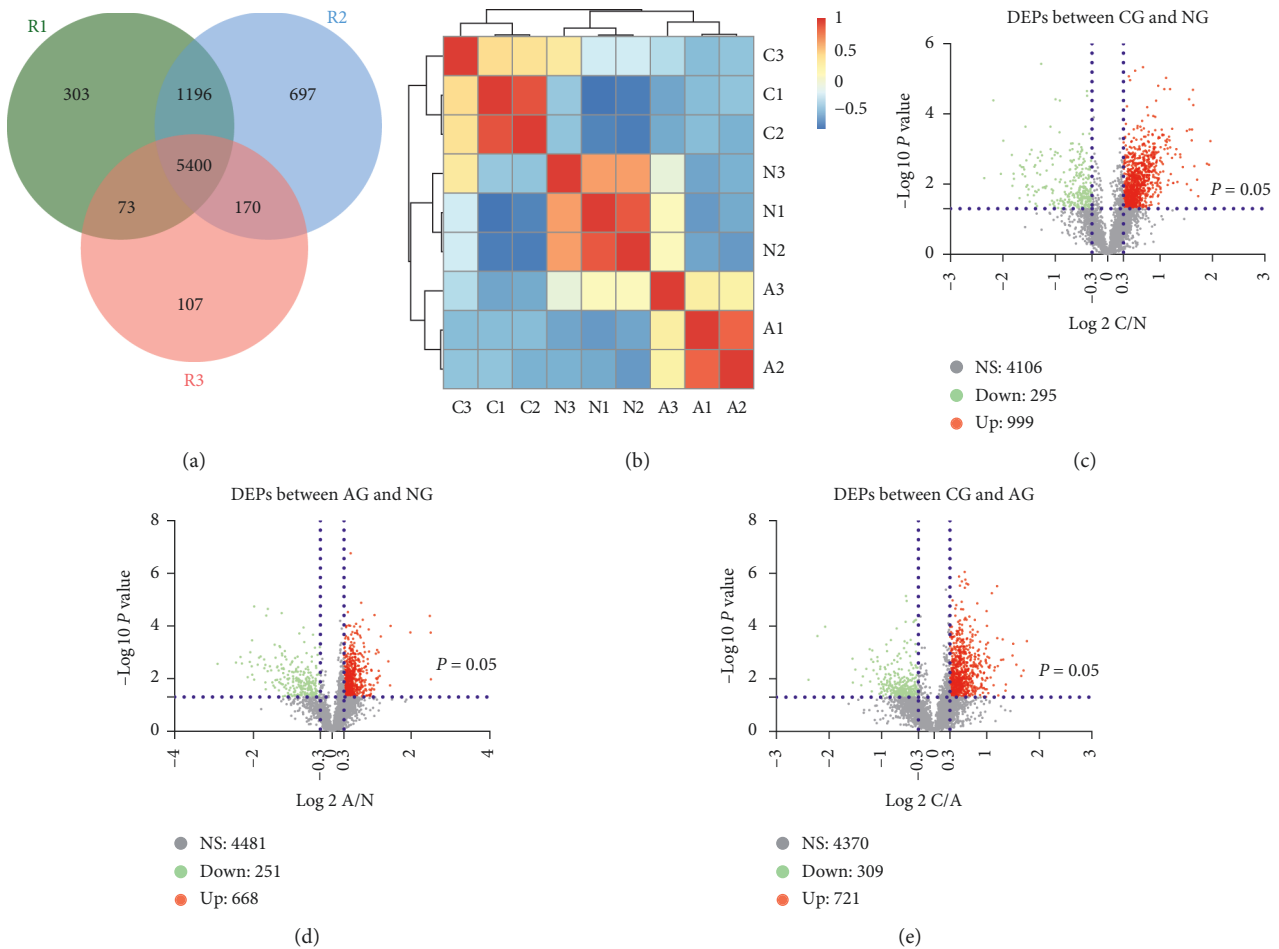 R1
R2
303
1196
697
5400
73
170
107
R3
(a)
1
0.5
0
−0.5
C3
C1
C2
N3
N1
N2
A3
A1
A2
C3 C1 C2 N3 N1 N2 A3 A1 A2
(b)
DEPs between CG and NG
−Log10 P value
6
4
2
0
P = 0.05
−3 −2 −1 −0.3 0 0.3 1 2 3
Log 2 C/N
NS: 4106
Down: 295
Up: 999
(c)
DEPs between AG and NG
−Log10 P value
8
6
4
2
0
P = 0.05
−4 −2 −0.3 0 0.3 2 4
Log 2 A/N
NS: 4481
Down: 251
Up: 668
(d)
DEPs between CG and AG
−Log10 P value
8
6
4
2
0
P = 0.05
−3 −2 −1 −0.3 0 0.3 1 2 3
Log 2 C/A
NS: 4370
Down: 309
Up: 721
(e)